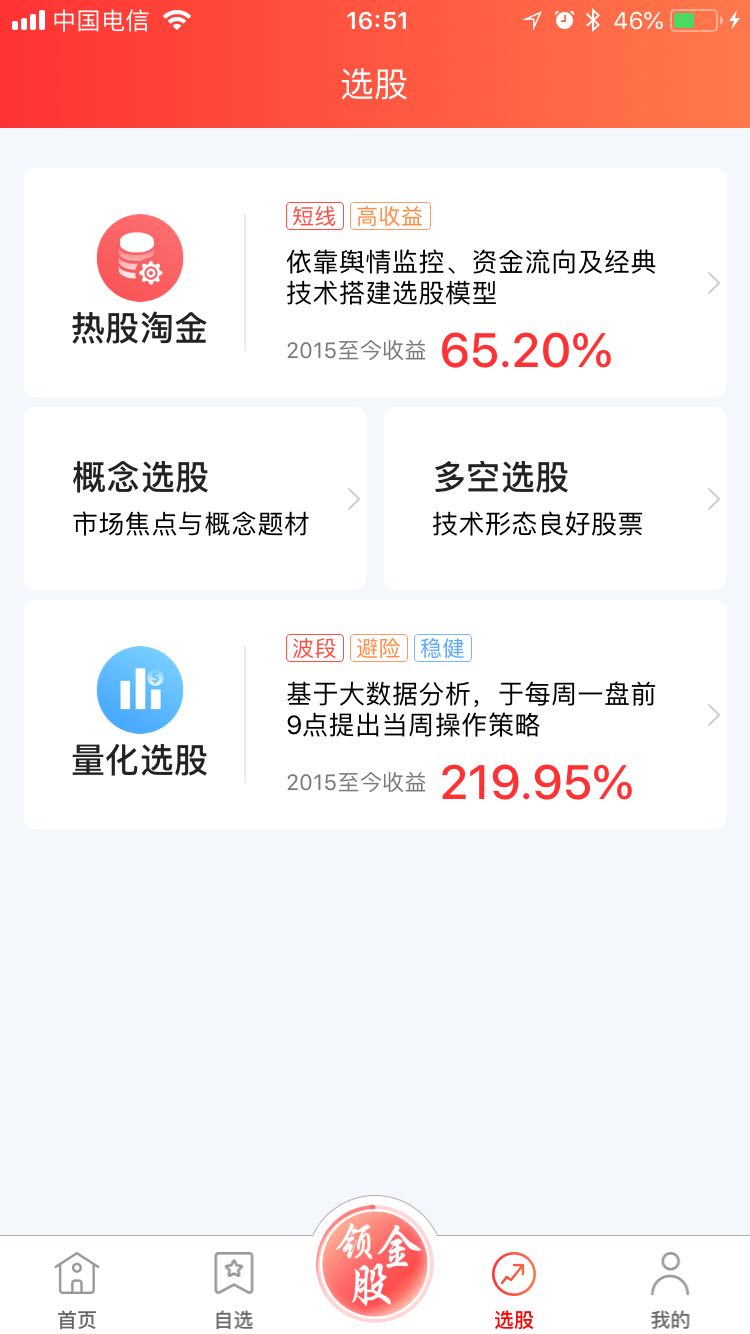 中国电信
16:51
46%
选股
短线 高收益
依靠舆情监控、资金流向及经典
技术搭建选股模型
热股淘金
2015至今收益 65.20%
概念选股
市场焦点与概念题材
多空选股
技术形态良好股票
波段 避险 稳健
基于大数据分析，于每周一盘前
9点提出当周操作策略
量化选股
2015至今收益 219.95%
领金
股
首页
自选
选股
我的